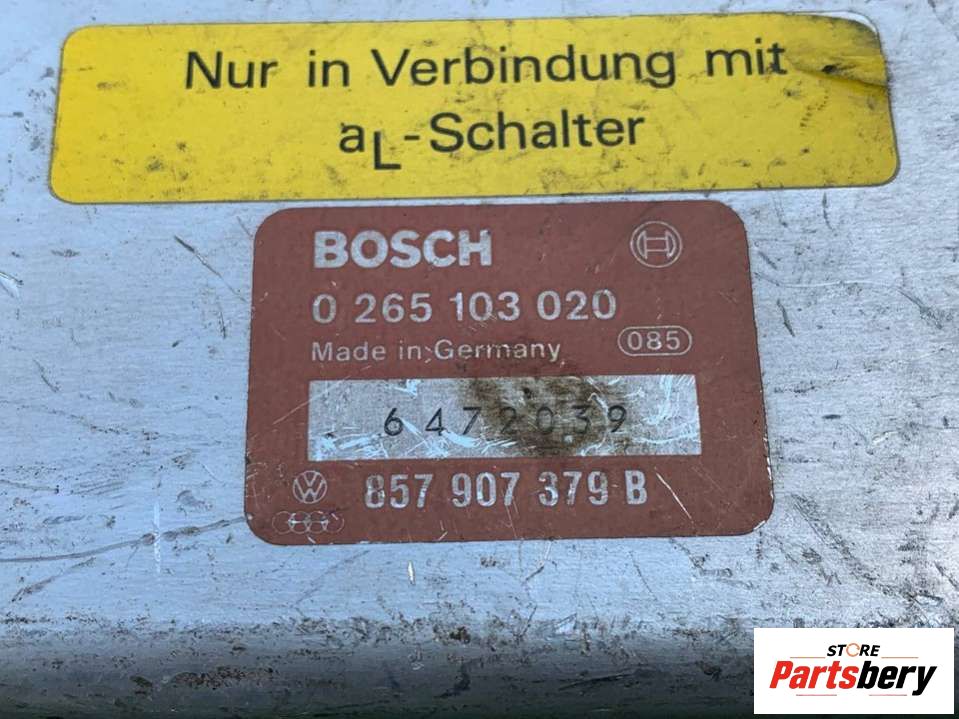 Nur in Verbindung mit
aL-Schalter
BOSCH
0 265 103 020
Made in Germany 085
6472039
857 907 379 B
STORE
Partsbery